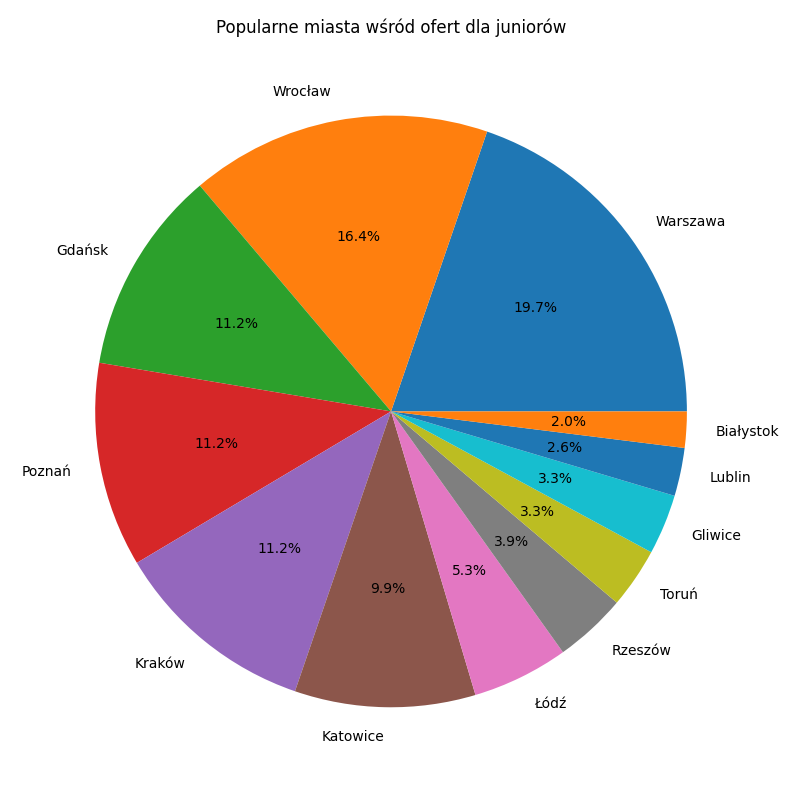 Popularne miasta wśród ofert dla juniorów
Wrocław
Warszawa
16.4%
Gdańsk
19.7%
11.2%
2.0%
Białystok
11.2%
2.6%
Poznań
Lublin
3.3%
3.3%
Gliwice
11.2%
3.9%
5.3%
9.9%
Toruń
Rzeszów
Kraków
Łódź
Katowice